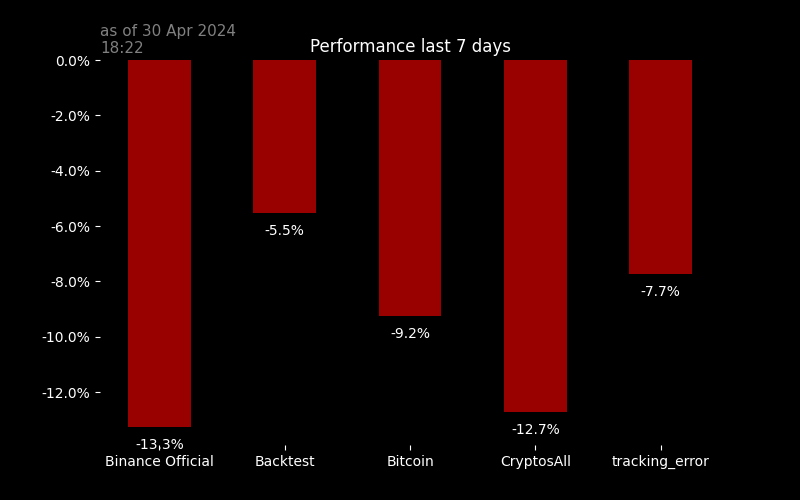 as of 30 Apr 2024
18:22
Performance last 7 days
0.0%
-2.0%
-4.0%
-6.0%
-8.0%
-10.0%
-12.0%
-13.3%
-5.5%
-9.2%
-12.7%
-7.7%
Binance Official
Backtest
Bitcoin
CryptosAll
tracking_error